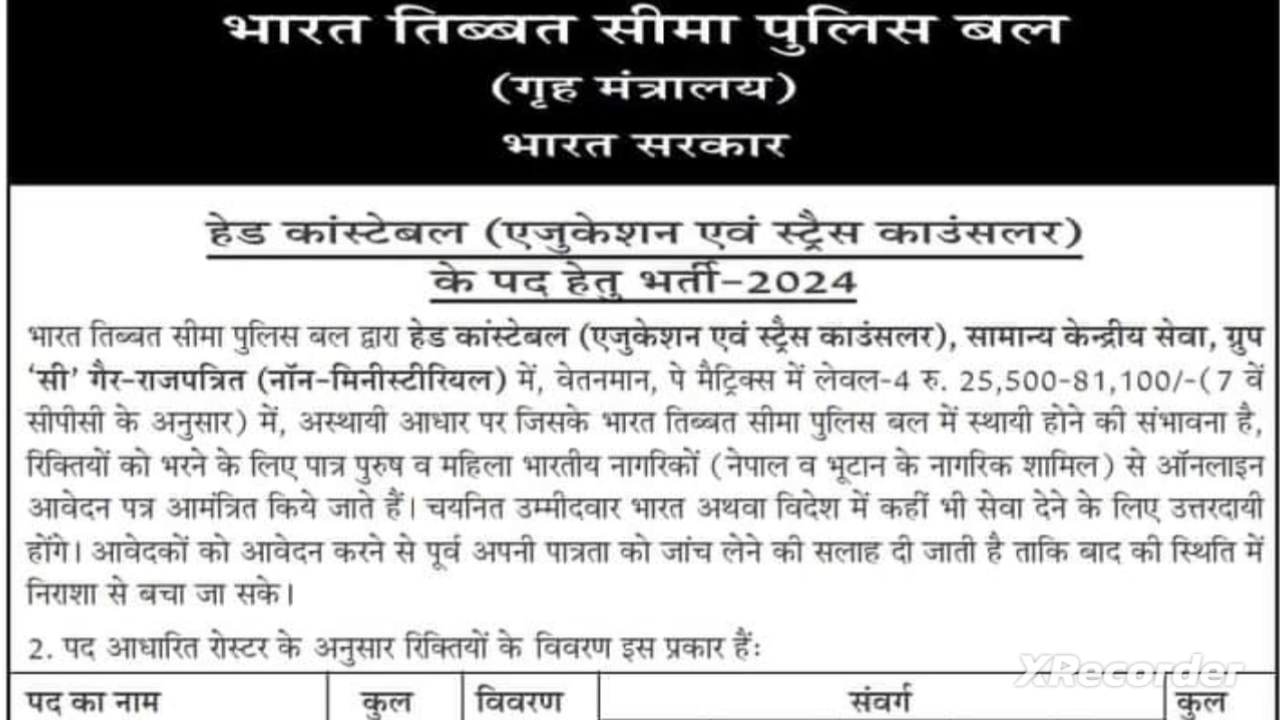 भारत तिब्बत सीमा पुलिस बल
(गृह मंत्रालय)
भारत सरकार
हेड कांस्टेबल (एजुकेशन एवं स्ट्रैस काउंसलर)
के पद हेतु भर्ती-2024
भारत तिब्बत सीमा पुलिस बल द्वारा हेड कांस्टेबल (एजुकेशन एवं स्ट्रैस काउंसलर), सामान्य केन्द्रीय सेवा, ग्रुप
'सी' गैर-राजपत्रित (नॉन-मिनीस्टीरियल) में, वेतनमान, पे मैट्रिक्स में लेवल-4 रु. 25,500-81,100/-(7 वें
सीपीसी के अनुसार) में, अस्थायी आधार पर जिसके भारत तिब्बत सीमा पुलिस बल में स्थायी होने की संभावना है,
रिक्तियों को भरने के लिए पात्र पुरुष व महिला भारतीय नागरिकों (नेपाल व भूटान के नागरिक शामिल) से ऑनलाइन
आवेदन पत्र आमंत्रित किये जाते हैं। चयनित उम्मीदवार भारत अथवा विदेश में कहीं भी सेवा देने के लिए उत्तरदायी
होंगे। आवेदकों को आवेदन करने से पूर्व अपनी पात्रता को जांच लेने की सलाह दी जाती है ताकि बाद की स्थिति में
निराशा से बचा जा सके।
2. पद आधारित रोस्टर के अनुसार रिक्तियों के विवरण इस प्रकार हैं:
XRecorder
पद का नाम कुल विवरण संवर्ग कुल